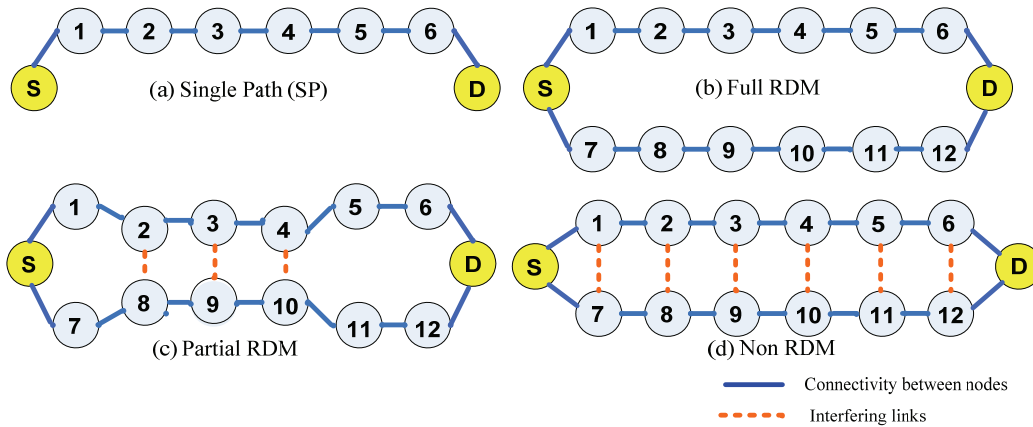 1 2 3 4 5 6
S D
(a) Single Path (SP)
1 2 3 4 5 6
S D
(b) Full RDM
7 8 9 10 11 12
1 2 3 4 5 6
S D
7 8 9 10 11 12
(c) Partial RDM
1 2 3 4 5 6
S D
7 8 9 10 11 12
(d) Non RDM
Connectivity between nodes
Interfering links